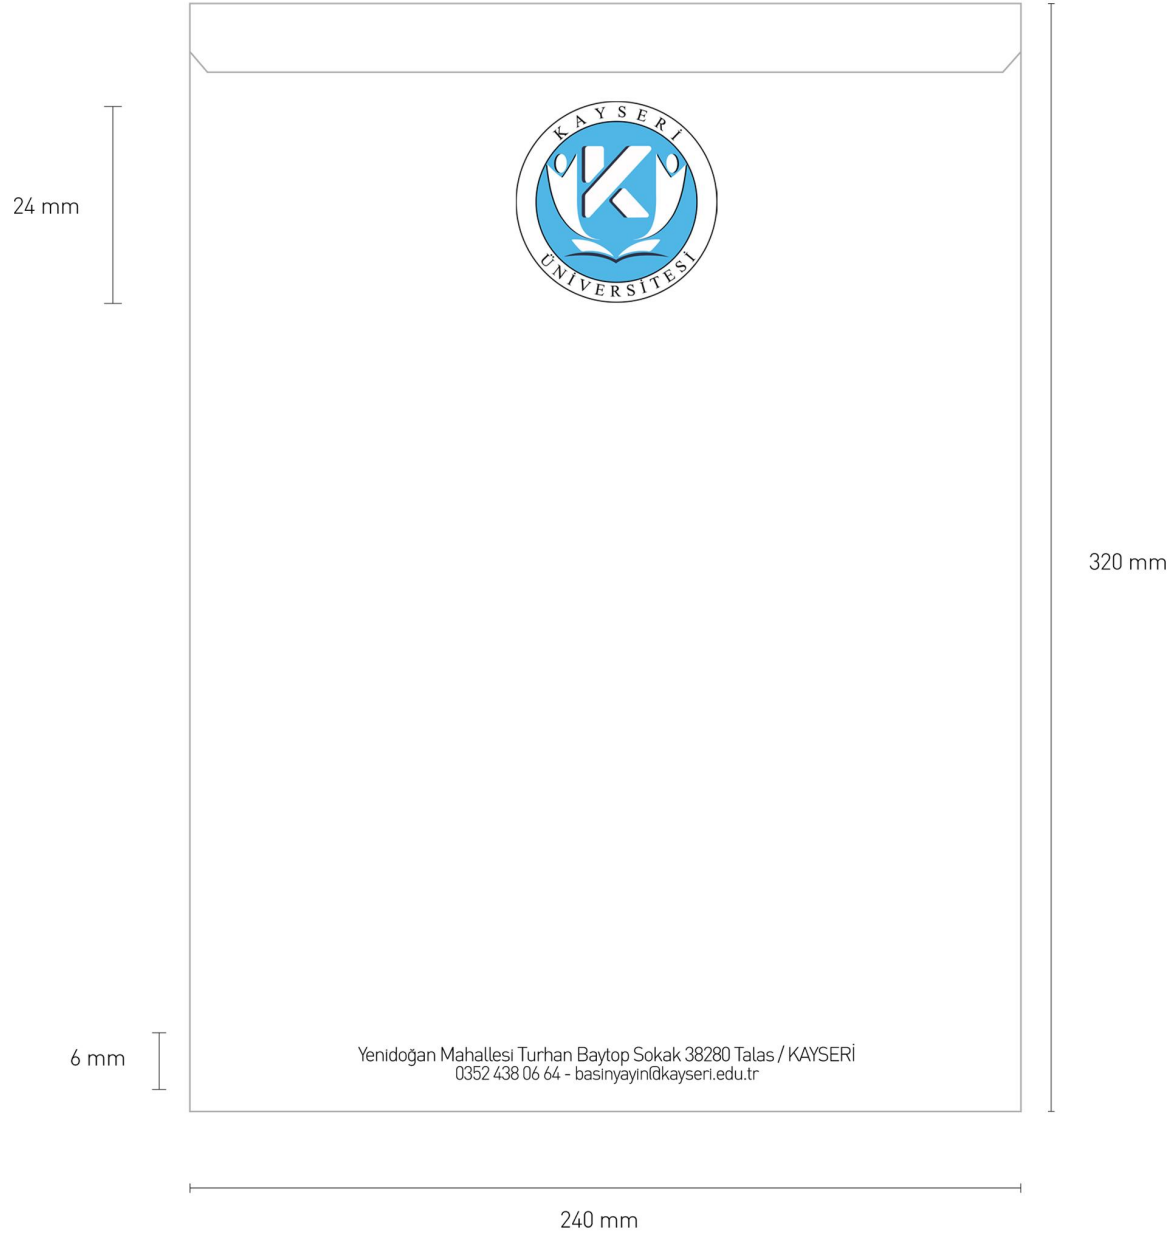 KAYSERİ
ÜNİVERSİTESİ
24 mm
320 mm
6 mm
Yenidoğan Mahallesi Turhan Baytop Sokak 38280 Talas / KAYSERİ
0352 438 06 64 - basinyayin@kayseri.edu.tr
240 mm